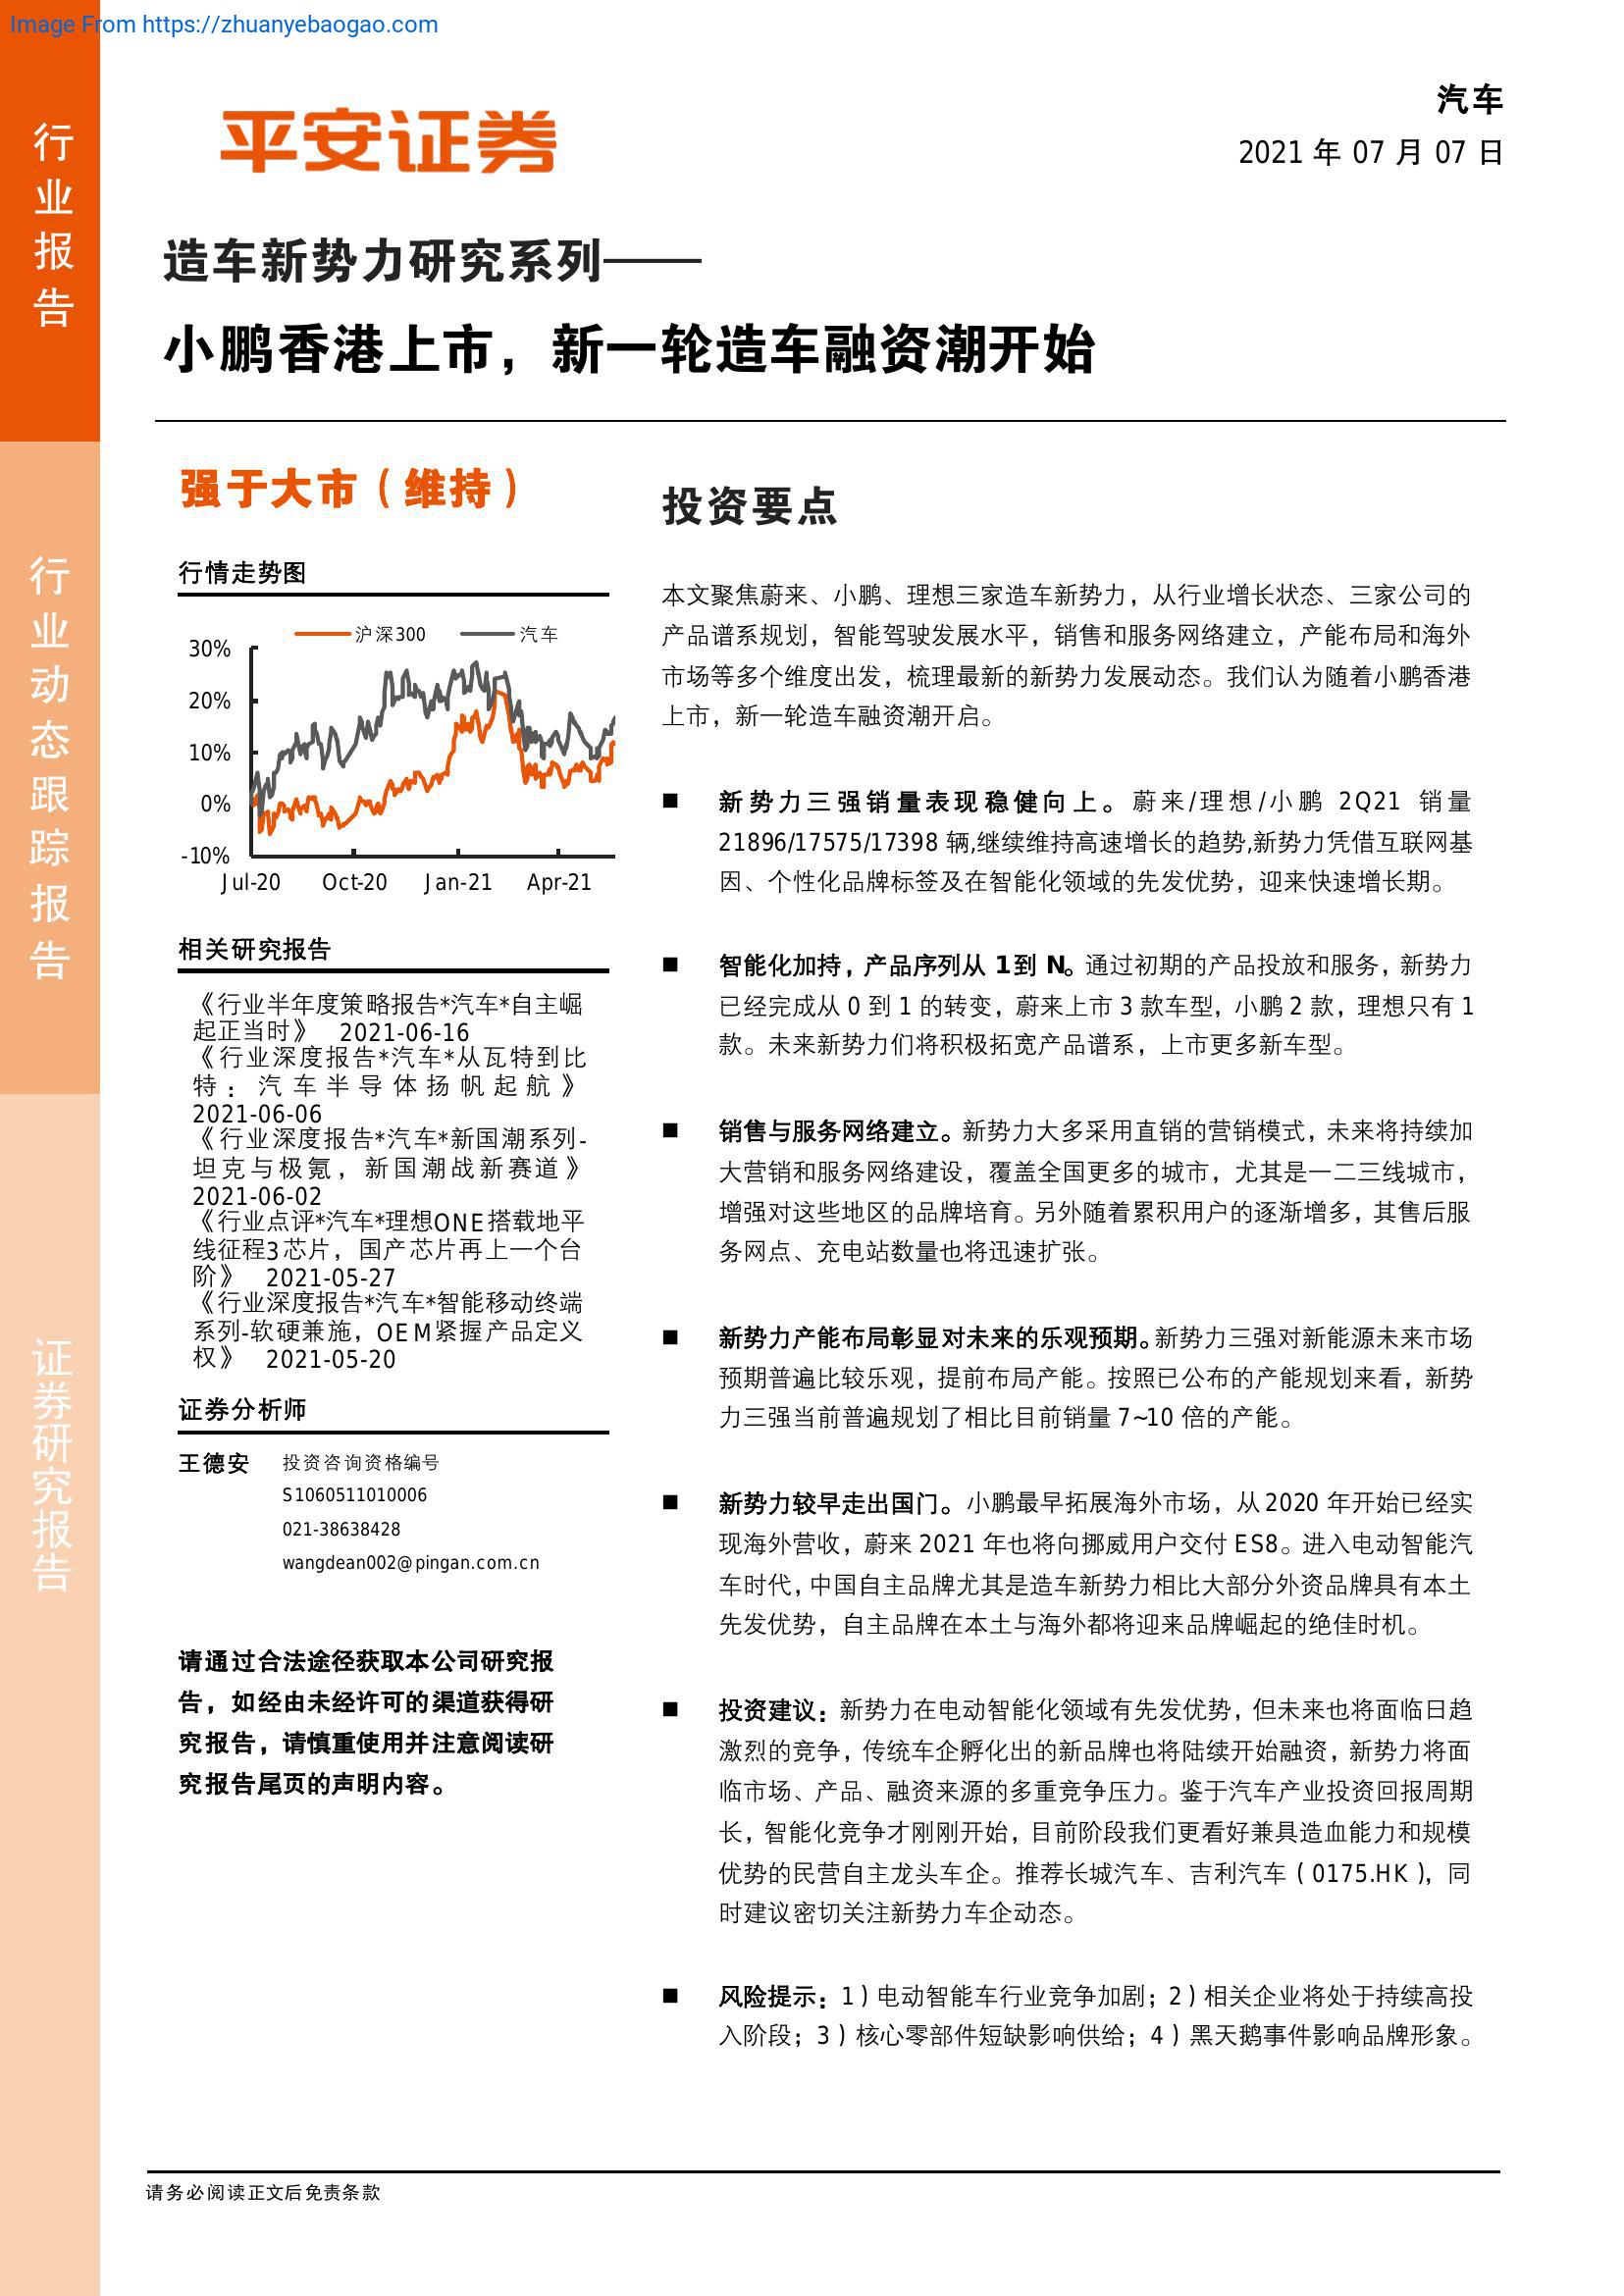 Image From https://zhuanyebaogao.com
行业报告
行业动态跟踪报告
证券研究报告
平安证券
汽车
2021 年 07 月 07 日
造车新势力研究系列——
小鹏香港上市，新一轮造车融资潮开始
强于大市（维持）
行情走势图
沪深300 汽车
30%
20%
10%
0%
-10%
Jul-20 Oct-20 Jan-21 Apr-21
相关研究报告
《行业半年度策略报告*汽车*自主崛
起正当时》 2021-06-16
《行业深度报告*汽车*从瓦特到比
特：汽车半导体扬帆起航》
2021-06-06
《行业深度报告*汽车*新国潮系列-
坦克与极氪，新国潮战新赛道》
2021-06-02
《行业点评*汽车*理想ONE搭载地平
线征程3芯片，国产芯片再上一个台
阶》 2021-05-27
《行业深度报告*汽车*智能移动终端
系列-软硬兼施，OEM紧握产品定义
权》 2021-05-20
证券分析师
王德安 投资咨询资格编号
S1060511010006
021-38638428
wangdean002@pingan.com.cn
请通过合法途径获取本公司研究报
告，如经由未经许可的渠道获得研
究报告，请慎重使用并注意阅读研
究报告尾页的声明内容。
投资要点
本文聚焦蔚来、小鹏、理想三家造车新势力，从行业增长状态、三家公司的
产品谱系规划，智能驾驶发展水平，销售和服务网络建立，产能布局和海外
市场等多个维度出发，梳理最新的新势力发展动态。我们认为随着小鹏香港
上市，新一轮造车融资潮开启。
■ 新势力三强销量表现稳健向上。蔚来/理想/小鹏 2Q21 销量
21896/17575/17398 辆,继续维持高速增长的趋势,新势力凭借互联网基
因、个性化品牌标签及在智能化领域的先发优势，迎来快速增长期。
■ 智能化加持，产品序列从 1到 N。通过初期的产品投放和服务，新势力
已经完成从 0 到 1 的转变，蔚来上市 3 款车型，小鹏 2 款，理想只有 1
款。未来新势力们将积极拓宽产品谱系，上市更多新车型。
■ 销售与服务网络建立。新势力大多采用直销的营销模式，未来将持续加
大营销和服务网络建设，覆盖全国更多的城市，尤其是一二三线城市，
增强对这些地区的品牌培育。另外随着累积用户的逐渐增多，其售后服
务网点、充电站数量也将迅速扩张。
■ 新势力产能布局彰显对未来的乐观预期。新势力三强对新能源未来市场
预期普遍比较乐观，提前布局产能。按照已公布的产能规划来看，新势
力三强当前普遍规划了相比目前销量 7~10 倍的产能。
■ 新势力较早走出国门。小鹏最早拓展海外市场，从 2020 年开始已经实
现海外营收，蔚来 2021 年也将向挪威用户交付 ES8。进入电动智能汽
车时代，中国自主品牌尤其是造车新势力相比大部分外资品牌具有本土
先发优势，自主品牌在本土与海外都将迎来品牌崛起的绝佳时机。
■ 投资建议：新势力在电动智能化领域有先发优势，但未来也将面临日趋
激烈的竞争，传统车企孵化出的新品牌也将陆续开始融资，新势力将面
临市场、产品、融资来源的多重竞争压力。鉴于汽车产业投资回报周期
长，智能化竞争才刚刚开始，目前阶段我们更看好兼具造血能力和规模
优势的民营自主龙头车企。推荐长城汽车、吉利汽车（0175.HK），同
时建议密切关注新势力车企动态。
■ 风险提示：1）电动智能车行业竞争加剧；2）相关企业将处于持续高投
入阶段；3）核心零部件短缺影响供给；4）黑天鹅事件影响品牌形象。
请务必阅读正文后免责条款